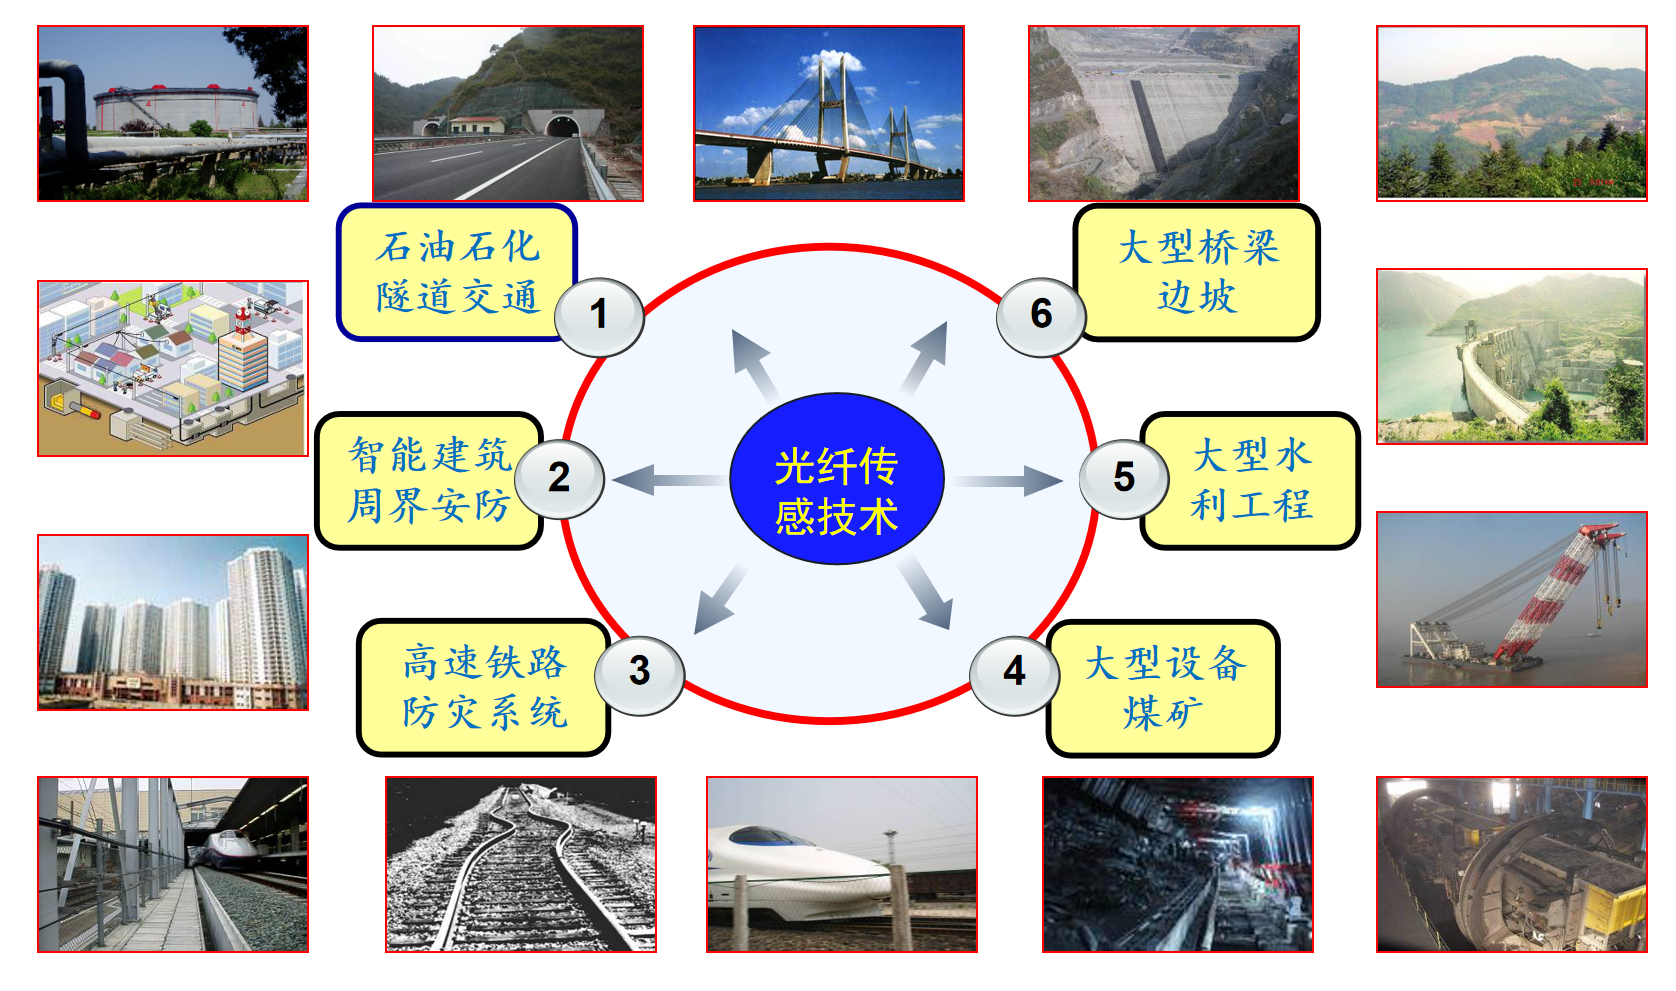 石油石化
隧道交通
1
大型桥梁
边坡
6
智能建筑
周界安防
2
光纤传
感技术
大型水
利工程
5
高速铁路
防灾系统
3
大型设备
煤矿
4